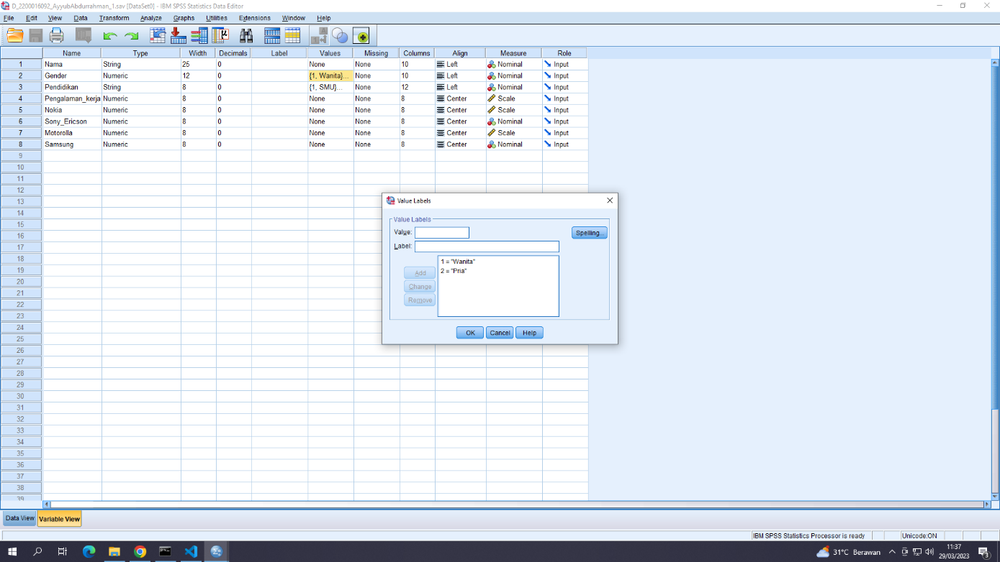 D_2200016092_AyyubAbdurrahman_1.sav [DataSet0] - IBM SPSS Statistics Data Editor
File Edit View Data Transform Analyze Graphs Utilities Extensions Window Help
Name Type Width Decimals Label Values Missing Columns Align Measure Role
1 Nama String 25 0 None None 10 Left Nominal Input
2 Gender Numeric 12 0 {1, Wanita}... None 10 Left Nominal Input
3 Pendidikan String 8 0 {1, SMU}... None 12 Left Nominal Input
4 Pengalaman_kerja Numeric 8 0 None None 8 Center Scale Input
5 Nokia Numeric 8 0 None None 8 Center Scale Input
6 Sony_Ericson Numeric 8 0 None None 8 Center Nominal Input
7 Motorolla Numeric 8 0 None None 8 Center Scale Input
8 Samsung Numeric 8 0 None None 8 Center Nominal Input
9
10
11
12
13
14
15
16
17
18
19
20
21
22
23
24
25
26
27
28
29
30
31
32
33
34
35
36
37
38
39
Value Labels
Value Labels
Value:
Spelling...
Label:
1 = "Wanita"
2 = "Pria"
Add
Change
Remove
OK Cancel Help
Data View Variable View
IBM SPSS Statistics Processor is ready Unicode:ON
31°C Berawan
11:37
29/03/2023
3